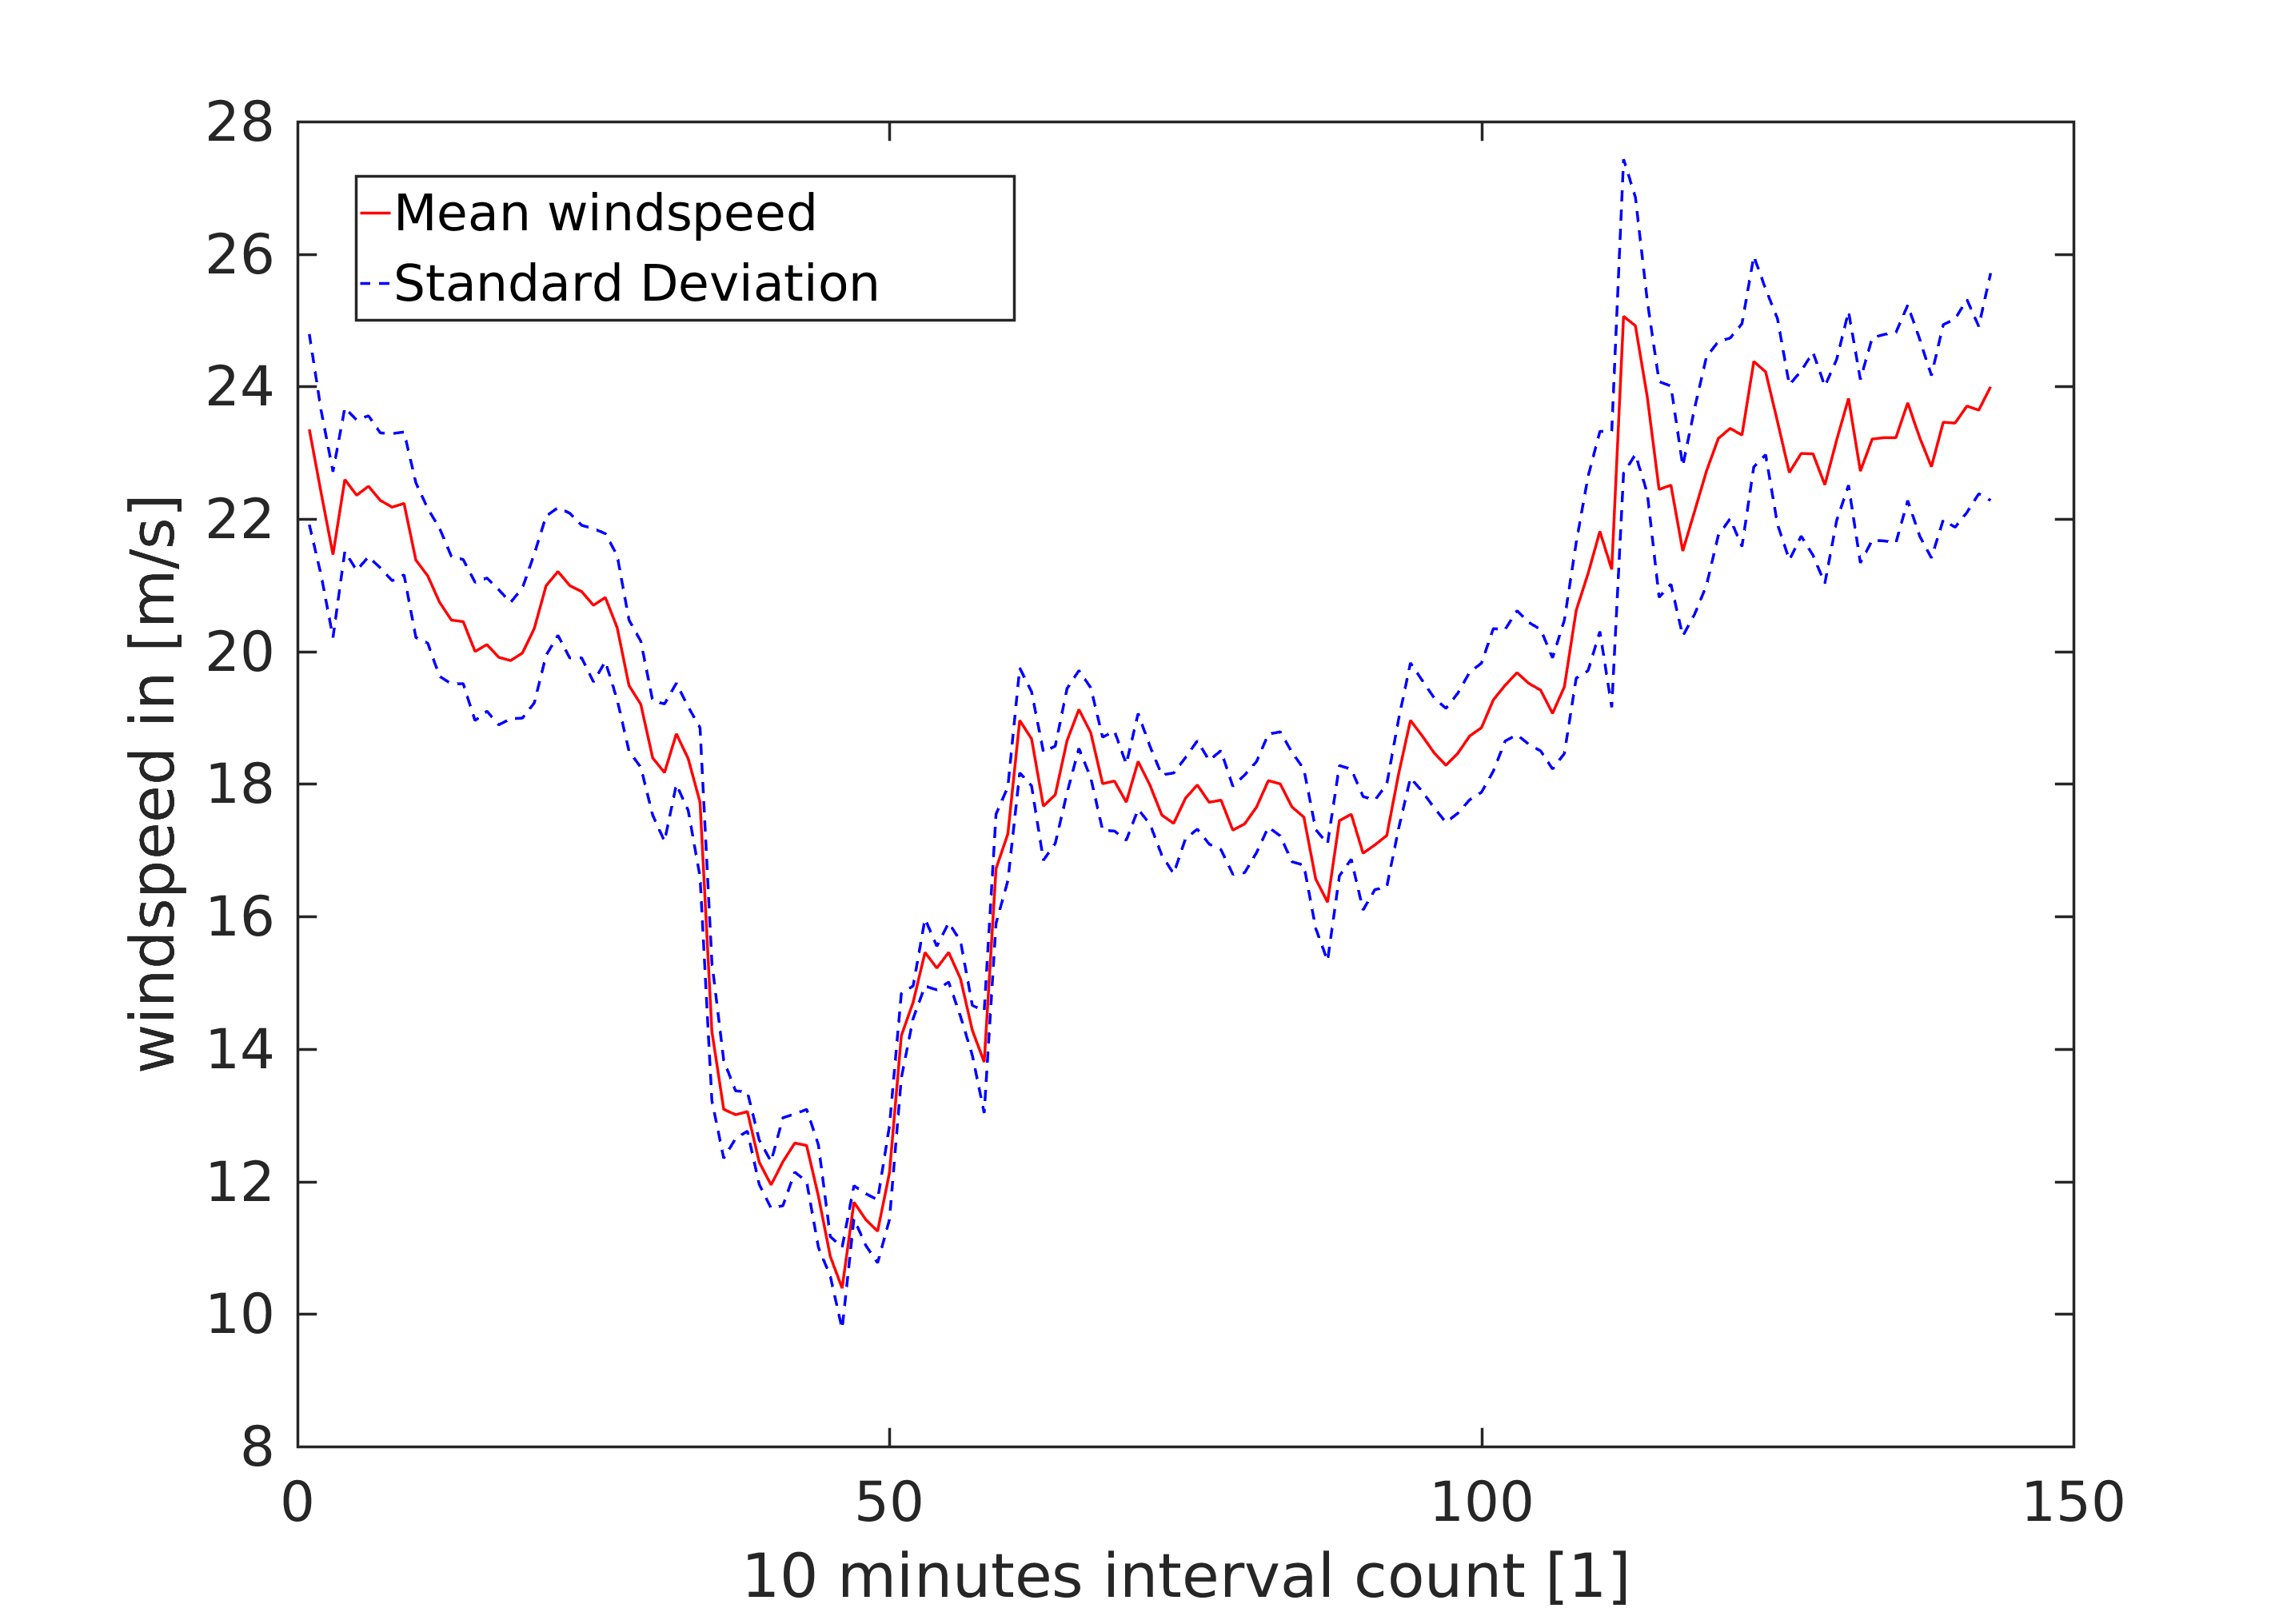 28
26
24
22
20
18
16
14
12
10
8
Mean windspeed
Standard Deviation
windspeed in [m/s]
0 50 100 150
10 minutes interval count [1]